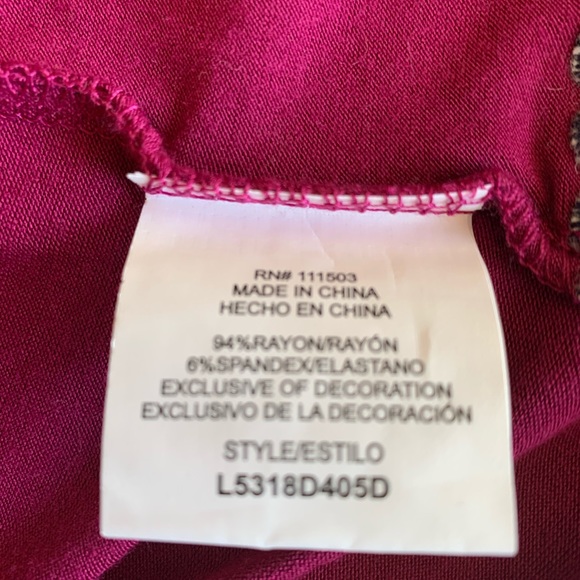 RN# 111503
MADE IN CHINA
HECHO EN CHINA
94%RAYON/RAYÓN
6%SPANDEX/ELASTANO
EXCLUSIVE OF DECORATION
EXCLUSIVO DE LA DECORACIÓN
STYLE/ESTILO
L5318D405D